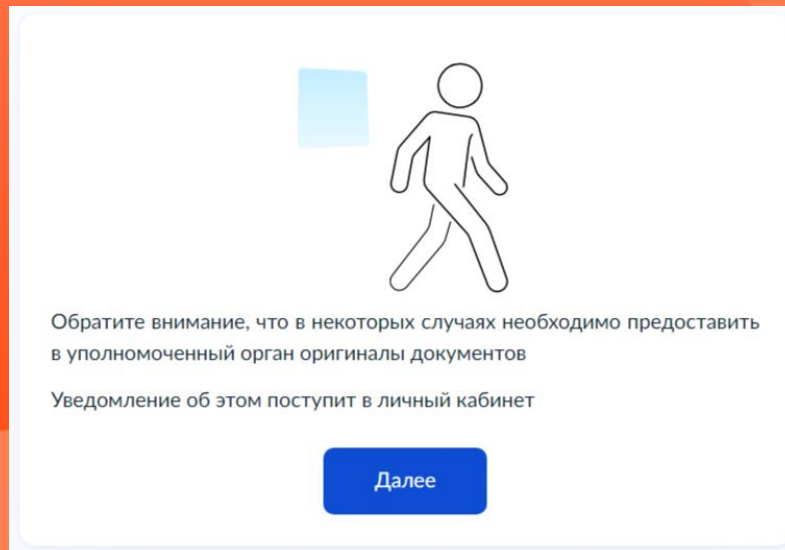 Обратите внимание, что в некоторых случаях необходимо предоставить
в уполномоченный орган оригиналы документов
Уведомление об этом поступит в личный кабинет
Далее